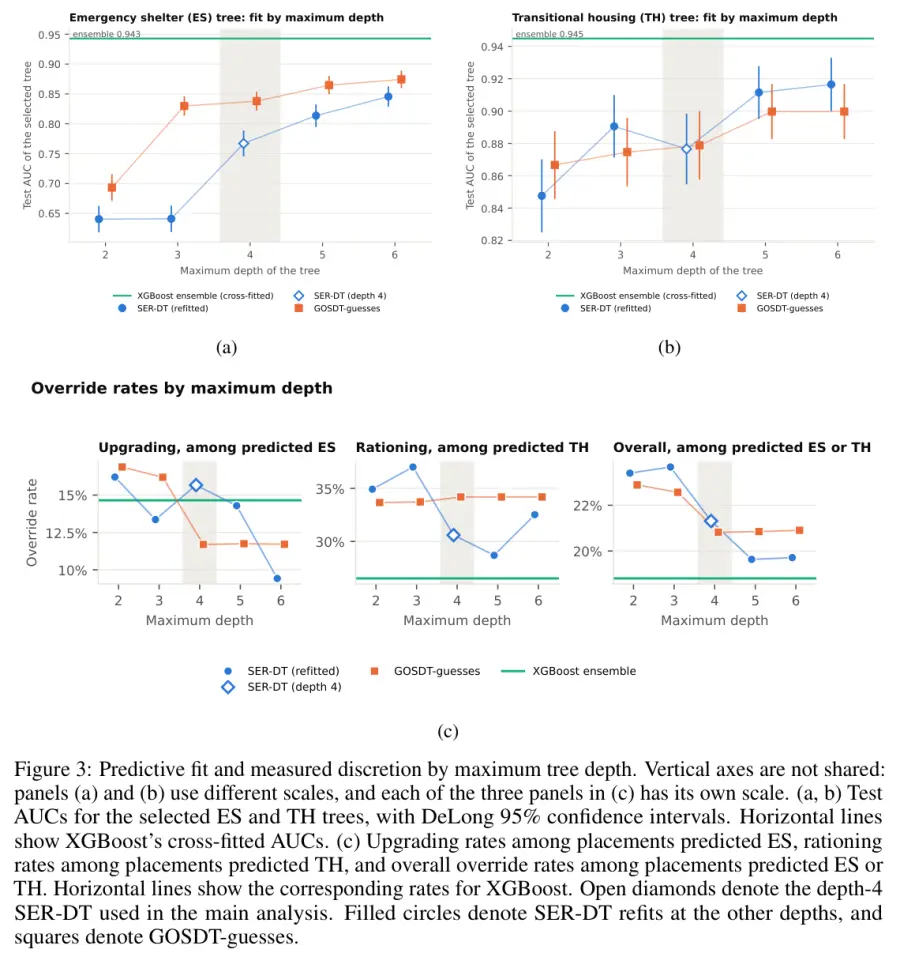 Emergency shelter (ES) tree: fit by maximum depth
ensemble 0.943
0.95
0.90
0.85
0.80
0.75
0.70
0.65
Test AUC of the selected tree
2 3 4 5 6
Maximum depth of the tree
XGBoost ensemble (cross-fitted)
SER-DT (refitted)
SER-DT (depth 4)
GOSDT-guesses
(a)
Transitional housing (TH) tree: fit by maximum depth
ensemble 0.945
0.94
0.92
0.90
0.88
0.86
0.84
0.82
Test AUC of the selected tree
2 3 4 5 6
Maximum depth of the tree
XGBoost ensemble (cross-fitted)
SER-DT (refitted)
SER-DT (depth 4)
GOSDT-guesses
(b)
Override rates by maximum depth
Upgrading, among predicted ES
15%
12.5%
10%
Override rate
2 3 4 5 6
Maximum depth
Rationing, among predicted TH
35%
30%
2 3 4 5 6
Maximum depth
Overall, among predicted ES or TH
22%
20%
2 3 4 5 6
Maximum depth
SER-DT (refitted)
SER-DT (depth 4)
GOSDT-guesses
XGBoost ensemble
(c)
Figure 3: Predictive fit and measured discretion by maximum tree depth. Vertical axes are not shared:
panels (a) and (b) use different scales, and each of the three panels in (c) has its own scale. (a, b) Test
AUCs for the selected ES and TH trees, with DeLong 95% confidence intervals. Horizontal lines
show XGBoost's cross-fitted AUCs. (c) Upgrading rates among placements predicted ES, rationing
rates among placements predicted TH, and overall override rates among placements predicted ES or
TH. Horizontal lines show the corresponding rates for XGBoost. Open diamonds denote the depth-4
SER-DT used in the main analysis. Filled circles denote SER-DT refits at the other depths, and
squares denote GOSDT-guesses.